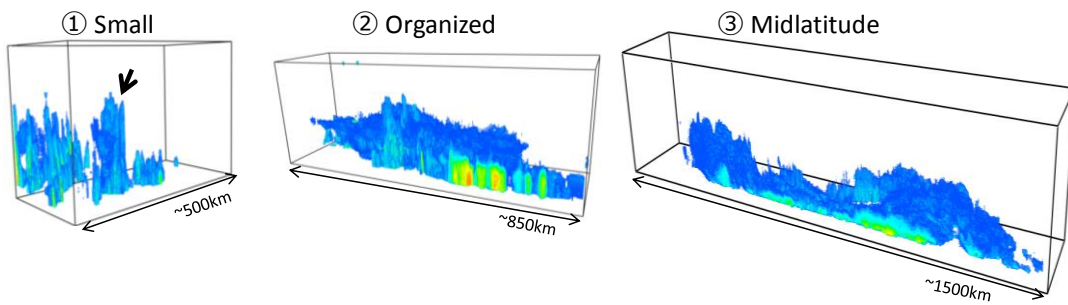 ① Small
② Organized
③ Midlatitude
~500km
~850km
~1500km